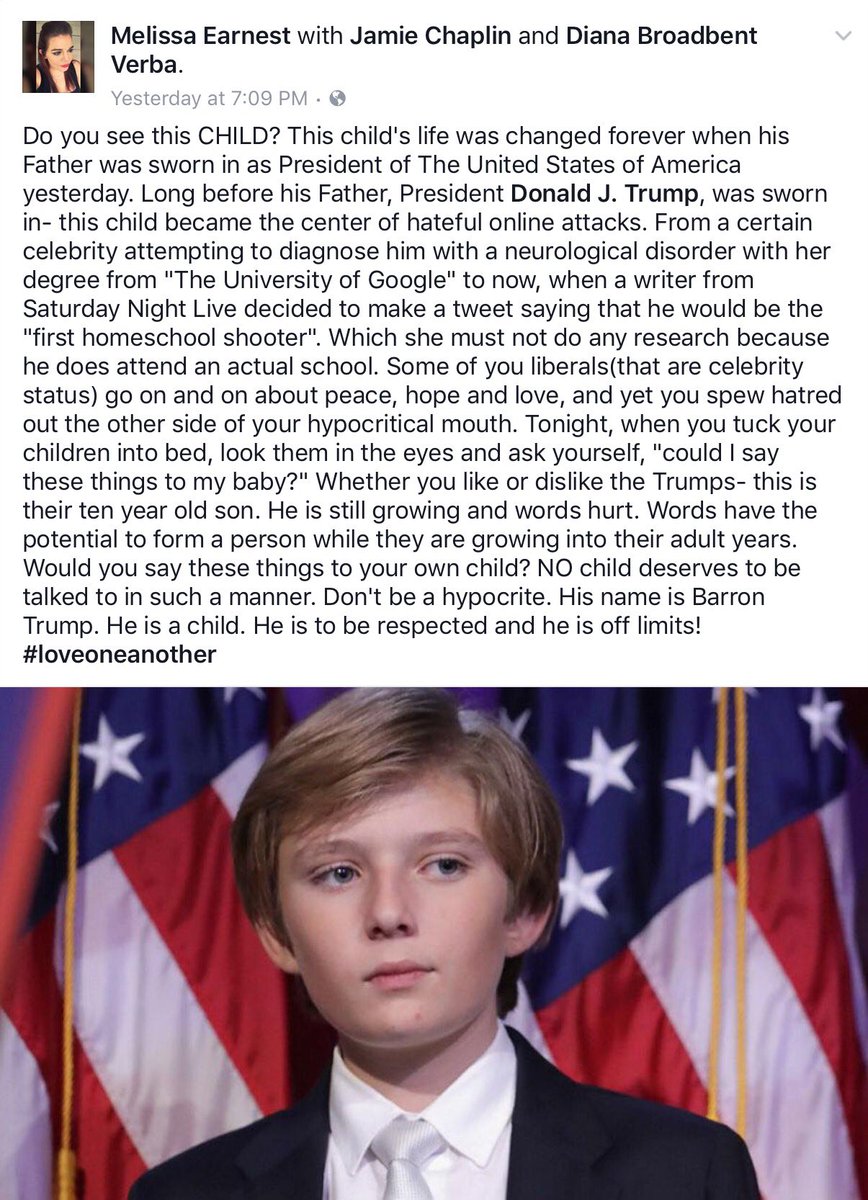 Melissa Earnest with Jamie Chaplin and Diana Broadbent
Verba.
Yesterday at 7:09 PM ·
Do you see this CHILD? This child's life was changed forever when his
Father was sworn in as President of The United States of America
yesterday. Long before his Father, President Donald J. Trump, was sworn
in- this child became the center of hateful online attacks. From a certain
celebrity attempting to diagnose him with a neurological disorder with her
degree from "The University of Google" to now, when a writer from
Saturday Night Live decided to make a tweet saying that he would be the
"first homeschool shooter". Which she must not do any research because
he does attend an actual school. Some of you liberals(that are celebrity
status) go on and on about peace, hope and love, and yet you spew hatred
out the other side of your hypocritical mouth. Tonight, when you tuck your
children into bed, look them in the eyes and ask yourself, "could I say
these things to my baby?" Whether you like or dislike the Trumps- this is
their ten year old son. He is still growing and words hurt. Words have the
potential to form a person while they are growing into their adult years.
Would you say these things to your own child? NO child deserves to be
talked to in such a manner. Don't be a hypocrite. His name is Barron
Trump. He is a child. He is to be respected and he is off limits!
#loveoneanother